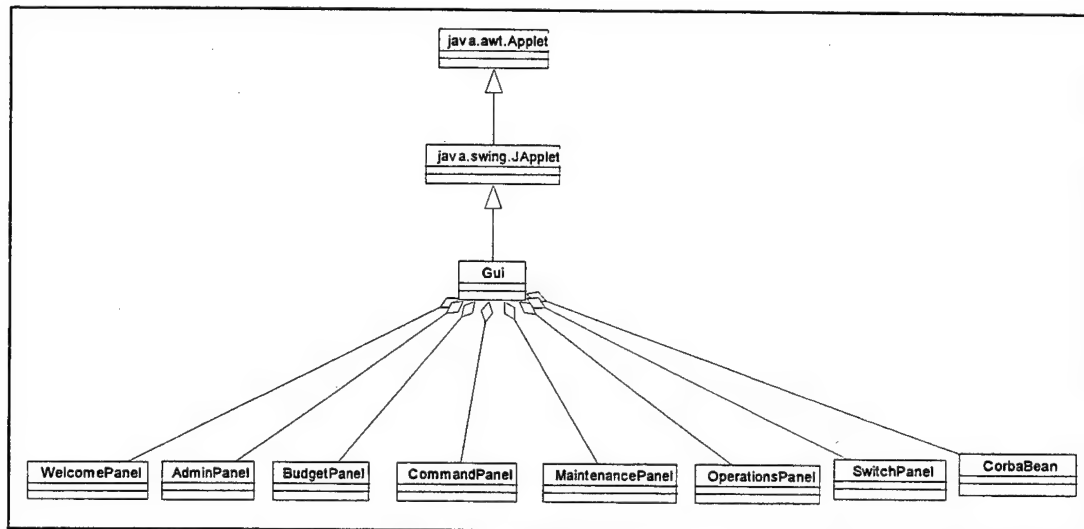 java.awt.Applet
java.swing.JApplet
Gui
WelcomePanel
AdminPanel
BudgetPanel
CommandPanel
MaintenancePanel
OperationsPanel
SwitchPanel
CorbaBean